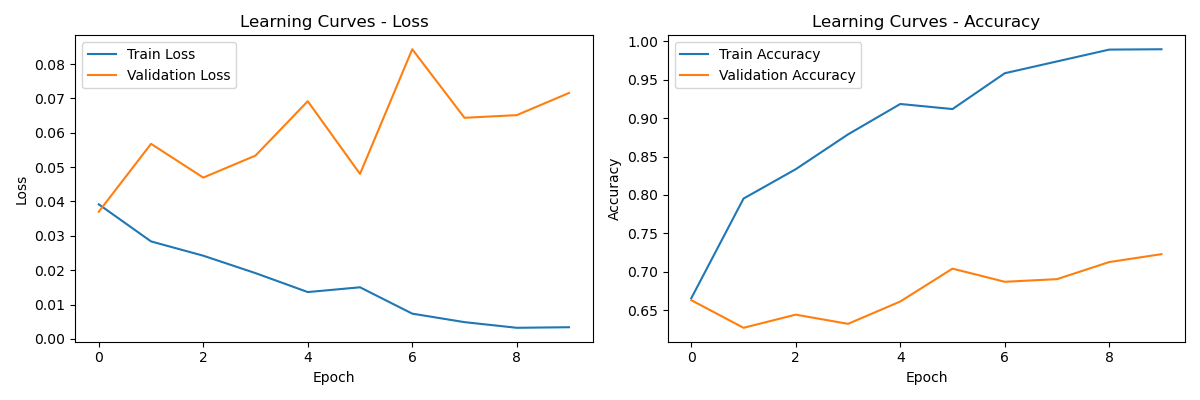 Learning Curves - Loss
Train Loss
Validation Loss
0.08
0.07
0.06
0.05
0.04
0.03
0.02
0.01
0.00
Loss
0 2 4 6 8
Epoch
Learning Curves - Accuracy
Train Accuracy
Validation Accuracy
1.00
0.95
0.90
0.85
0.80
0.75
0.70
0.65
Accuracy
0 2 4 6 8
Epoch